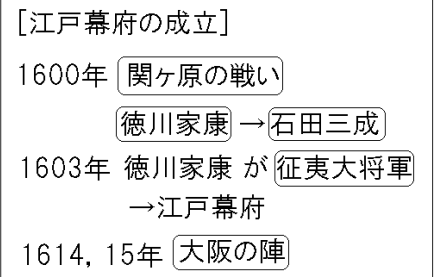 [江戸幕府の成立]
1600年 関ヶ原の戦い
徳川家康→石田三成
1603年 徳川家康 が 征夷大将軍
→江戸幕府
1614, 15年 大阪の陣